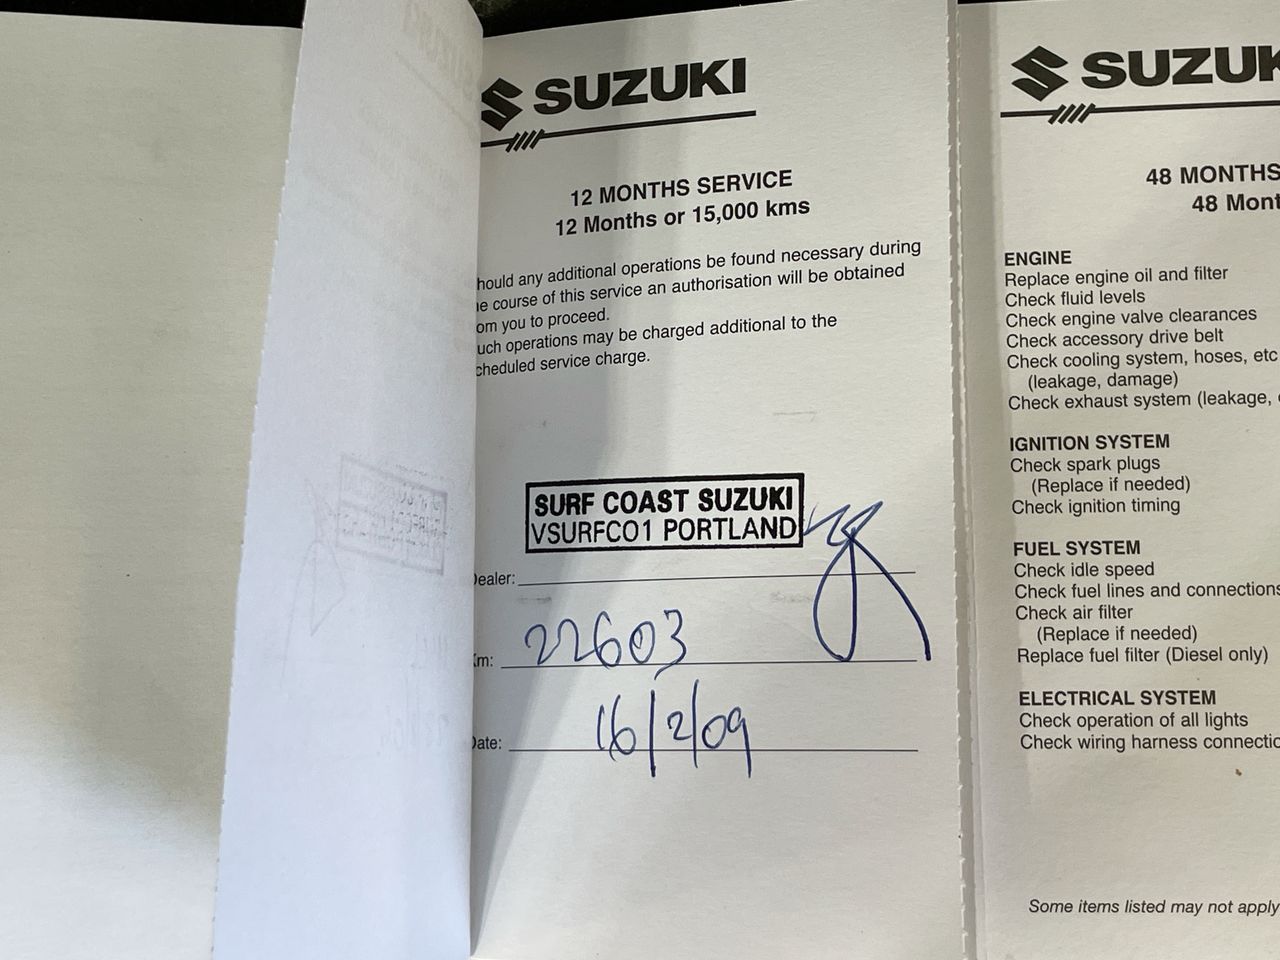 SUZUKI
12 MONTHS SERVICE
12 Months or 15,000 kms
hould any additional operations be found necessary during
e course of this service an authorisation will be obtained
om you to proceed.
uch operations may be charged additional to the
cheduled service charge.
SURF COAST SUZUKI
VSURFCO1 PORTLAND
Dealer:
Km: 22603
Date: 16/2/09
SUZUK
48 MONTHS
48 Mont
ENGINE
Replace engine oil and filter
Check fluid levels
Check engine valve clearances
Check accessory drive belt
Check cooling system, hoses, etc
(leakage, damage)
Check exhaust system (leakage,
IGNITION SYSTEM
Check spark plugs
(Replace if needed)
Check ignition timing
FUEL SYSTEM
Check idle speed
Check fuel lines and connections
Check air filter
(Replace if needed)
Replace fuel filter (Diesel only)
ELECTRICAL SYSTEM
Check operation of all lights
Check wiring harness connectio
Some items listed may not apply